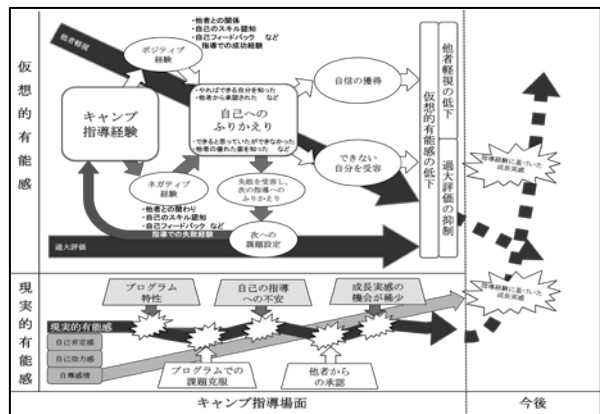 仮想的有能感
他者軽視
ポジティブ
経験
・他者との関係
・自己のスキル認知
・自己フィードバック など
指導での成功経験
キャンプ
指導経験
・やればできる自分を知った
・他者から承認された など
自己への
ふりかえり
・できると思っていたができなかった
他者の優れた面を知った など
自信の獲得
できない
自分を受容
ネガティブ
経験
・他者との関わり
・自己のスキル認知
・自己フィードバック など
指導での失敗経験
失敗を受容し、
次の指導への
ふりかえり
次への
課題設定
過大評価
仮想的有能感の低下
他者軽視の低下
過大評価の抑制
指導経験に基づいた
成長実感
現実的有能感
プログラム
特性
自己の指導
への不安
成長実感の
機会が稀少
現実的有能感
自己肯定感
自己効力感
自尊感情
プログラムでの
課題克服
他者から
の承認
指導経験に基づいた
成長実感
キャンプ指導場面
今後